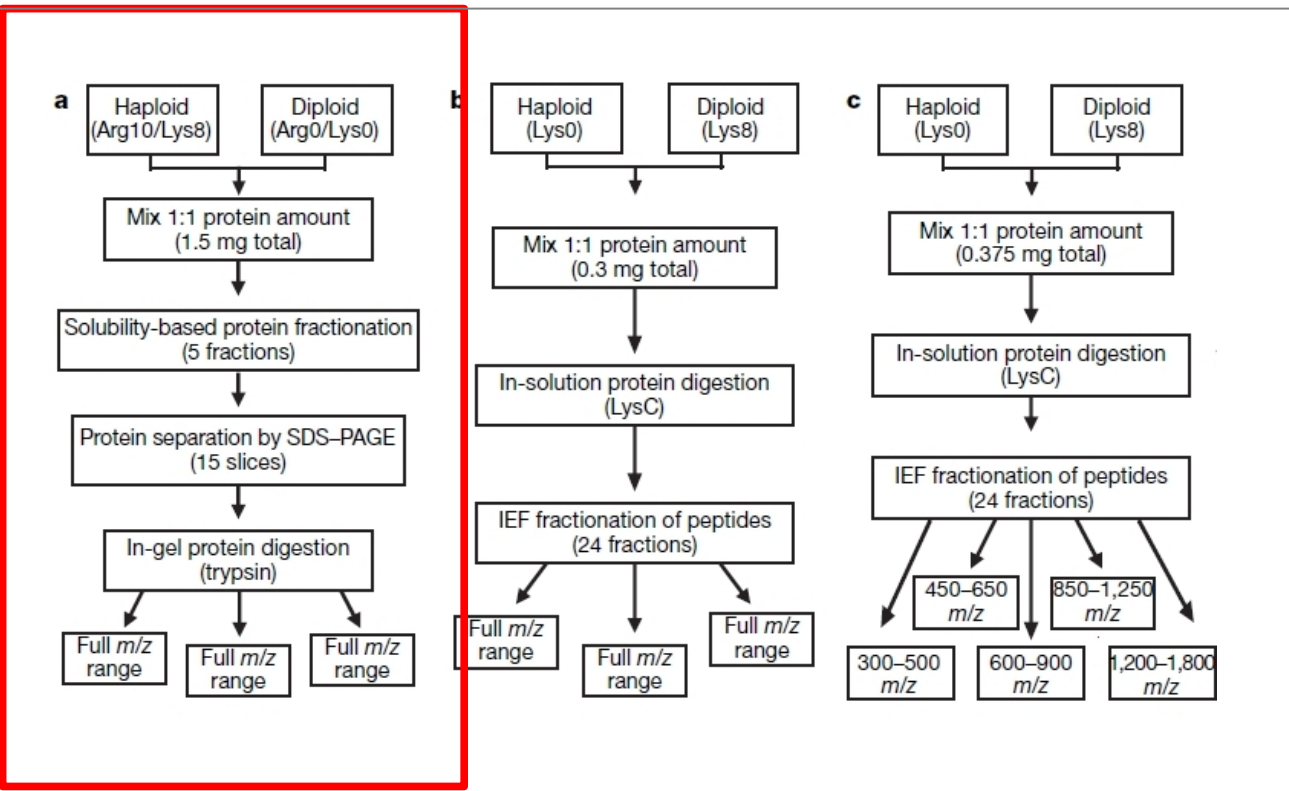 a
Haploid
(Arg10/Lys8)
Diploid
(Arg0/Lys0)
Mix 1:1 protein amount
(1.5 mg total)
Solubility-based protein fractionation
(5 fractions)
Protein separation by SDS–PAGE
(15 slices)
In-gel protein digestion
(trypsin)
Full m/z
range
Full m/z
range
Full m/z
range
b
Haploid
(Lys0)
Diploid
(Lys8)
Mix 1:1 protein amount
(0.3 mg total)
In-solution protein digestion
(LysC)
IEF fractionation of peptides
(24 fractions)
Full m/z
range
Full m/z
range
Full m/z
range
c
Haploid
(Lys0)
Diploid
(Lys8)
Mix 1:1 protein amount
(0.375 mg total)
In-solution protein digestion
(LysC)
IEF fractionation of peptides
(24 fractions)
450–650
m/z
850–1,250
m/z
300–500
m/z
600–900
m/z
1,200–1,800
m/z